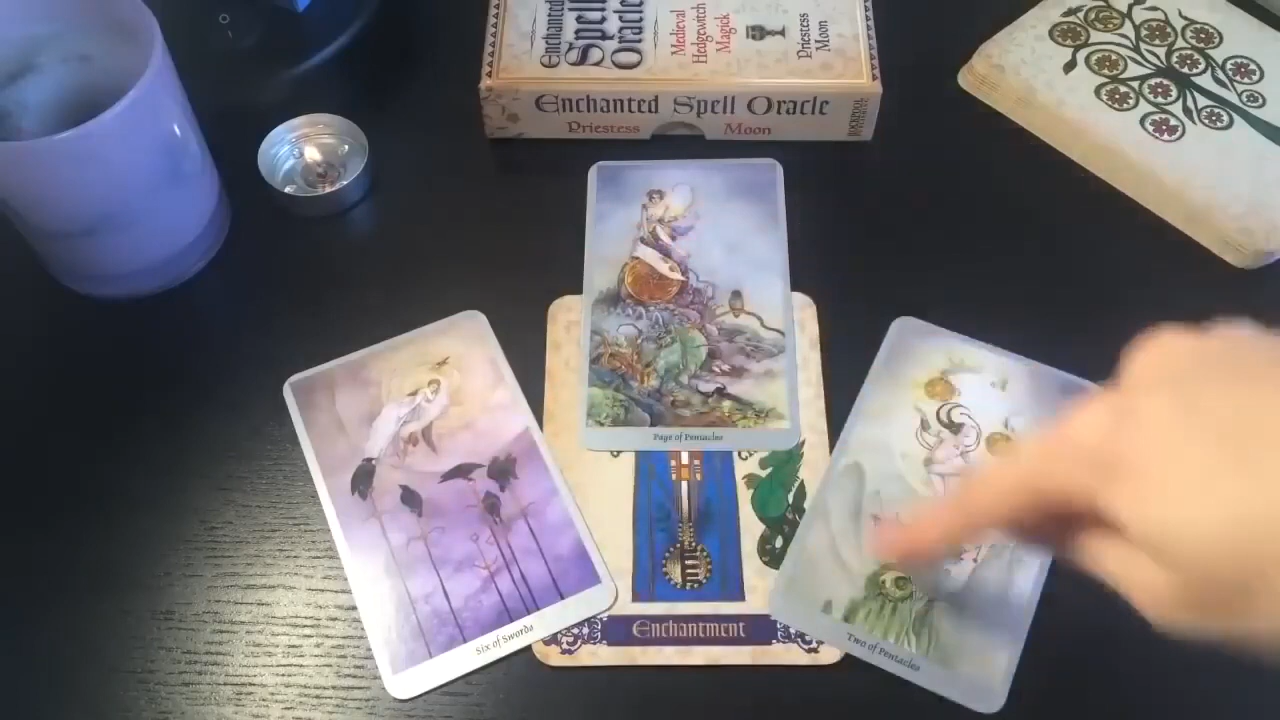 Enchanted
Spell
Oracle
Medieval
Hedgewitch
Magick
Priestess
Moon
Enchanted Spell Oracle
Priestess Moon
ROCKPOOL
Page of Pentacles
Six of Swords
Two of Pentacles
Enchantment